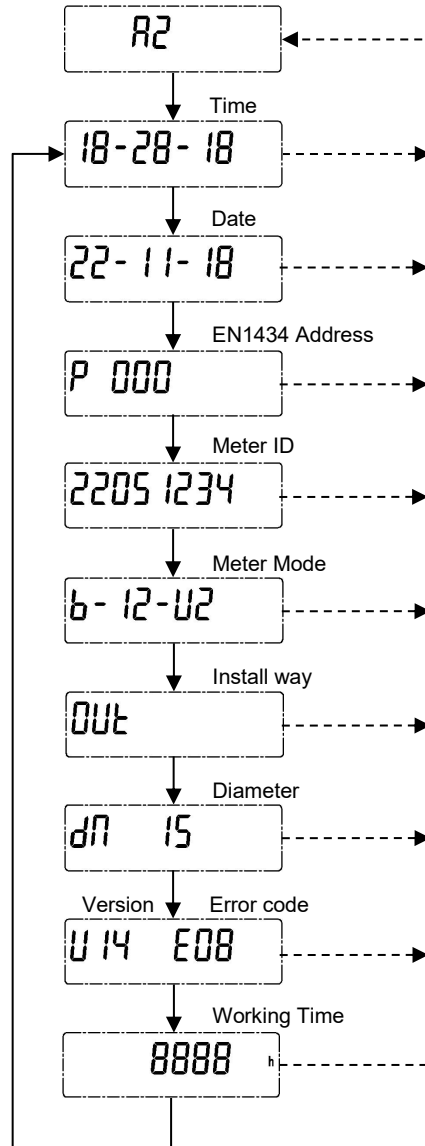 A2
Time
18-28-18
Date
22-11-18
EN1434 Address
P 000
Meter ID
22051234
Meter Mode
b-12-U2
Install way
OUt
Diameter
dN 15
Version Error code
U14 E08
Working Time
8888 h